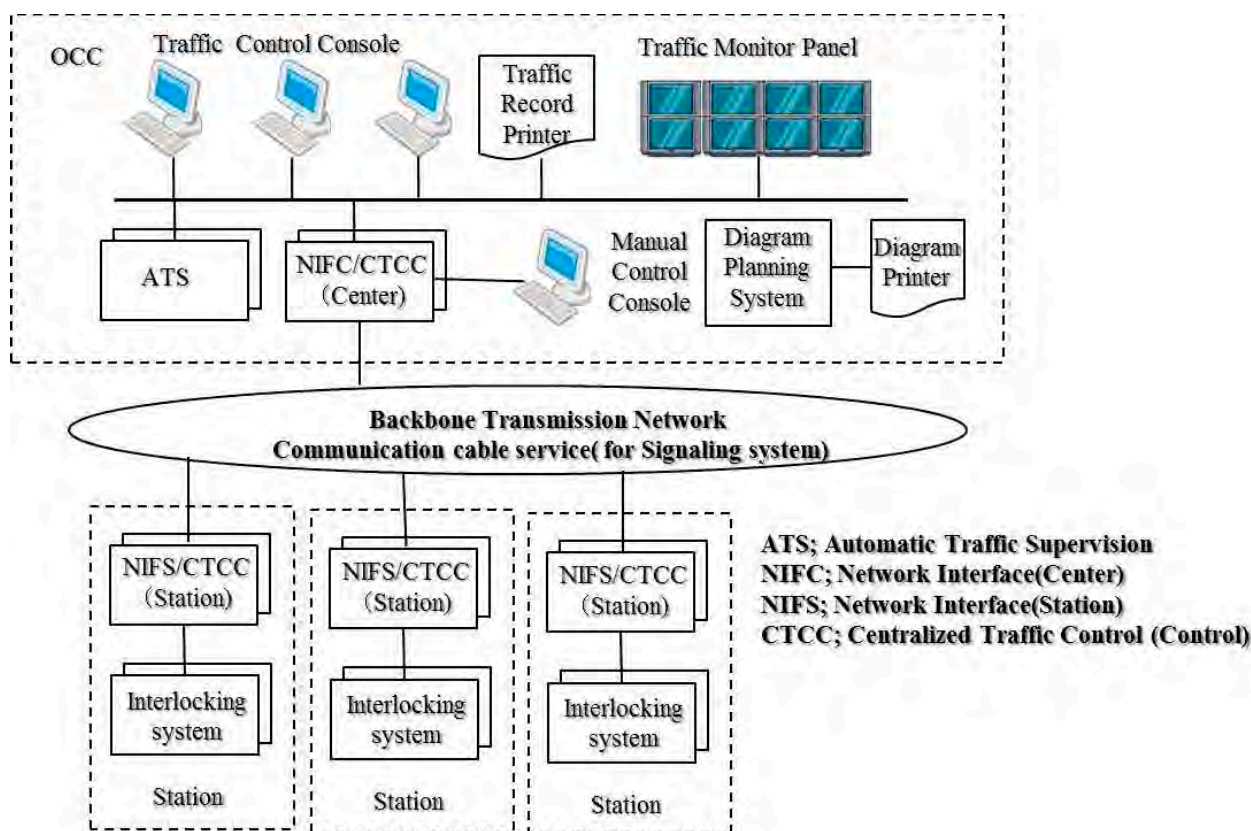 OCC
Traffic Control Console
Traffic
Record
Printer
Traffic Monitor Panel
ATS
NIFC/CTCC
(Center)
Manual
Control
Console
Diagram
Planning
System
Diagram
Printer
Backbone Transmission Network
Communication cable service( for Signaling system)
NIFS/CTCC
(Station)
Interlocking
system
Station
NIFS/CTCC
(Station)
Interlocking
system
Station
NIFS/CTCC
(Station)
Interlocking
system
Station
ATS; Automatic Traffic Supervision
NIFC; Network Interface(Center)
NIFS; Network Interface(Station)
CTCC; Centralized Traffic Control (Control)